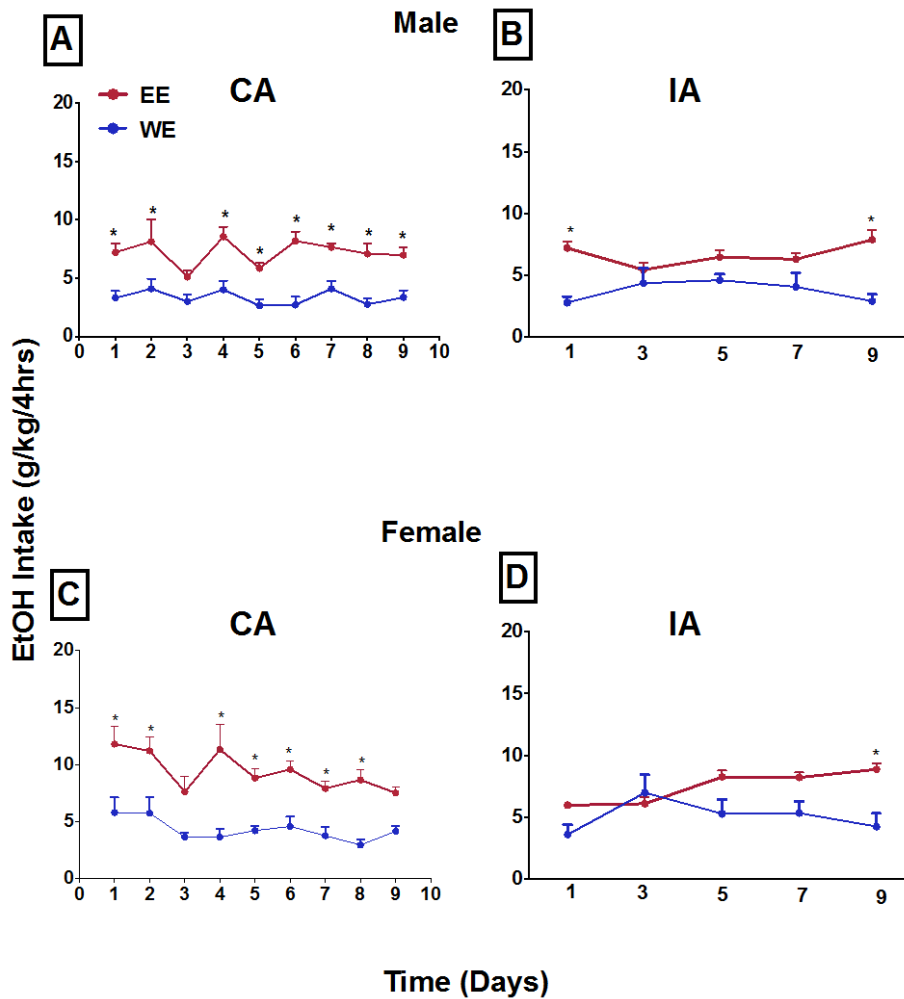 Male
A
B
CA
IA
EE
WE
20
15
10
5
0
* * * * * * * *
0 1 2 3 4 5 6 7 8 9 10
20
15
10
5
0
* *
1 3 5 7 9
EtOH Intake (g/kg/4hrs)
Female
C
D
CA
IA
20
15
10
5
0
* * * * * * *
0 1 2 3 4 5 6 7 8 9 10
20
15
10
5
0
*
1 3 5 7 9
Time (Days)